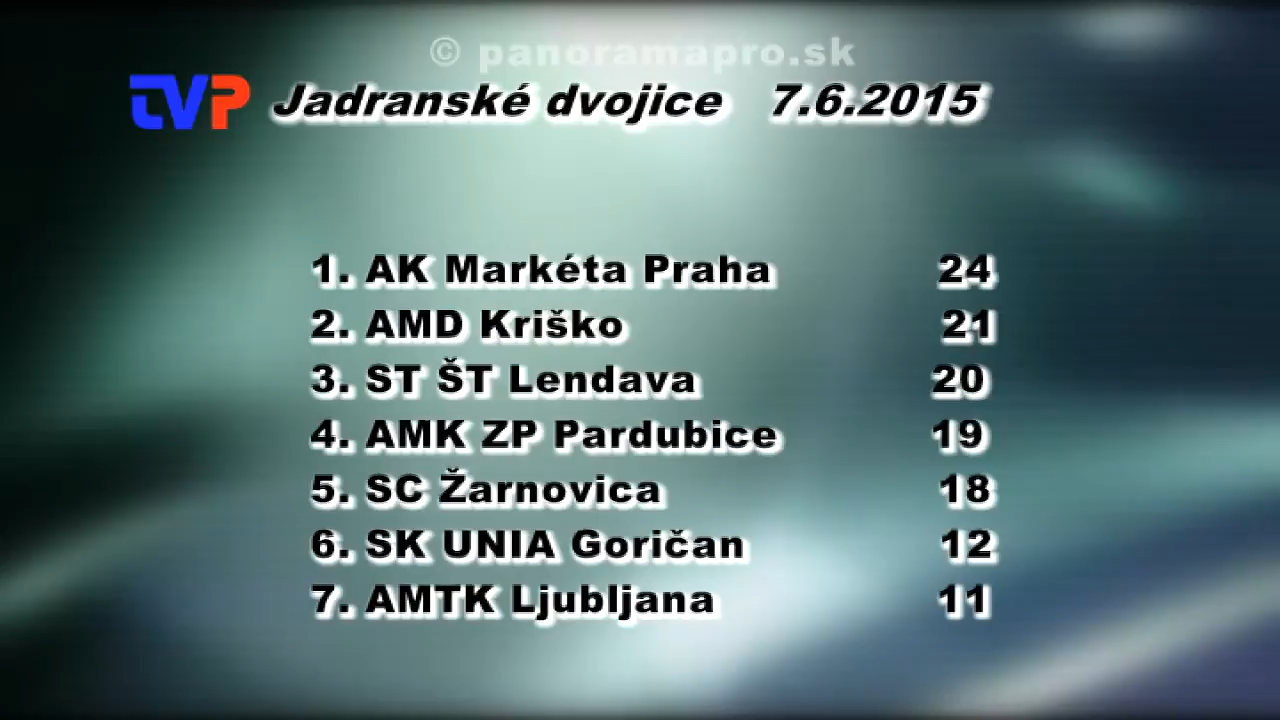 © panoramapro.sk
TVP Jadranské dvojice 7.6.2015
1. AK Markéta Praha 24
2. AMD Kriško 21
3. ST ŠT Lendava 20
4. AMK ZP Pardubice 19
5. SC Žarnovica 18
6. SK UNIA Goričan 12
7. AMTK Ljubljana 11